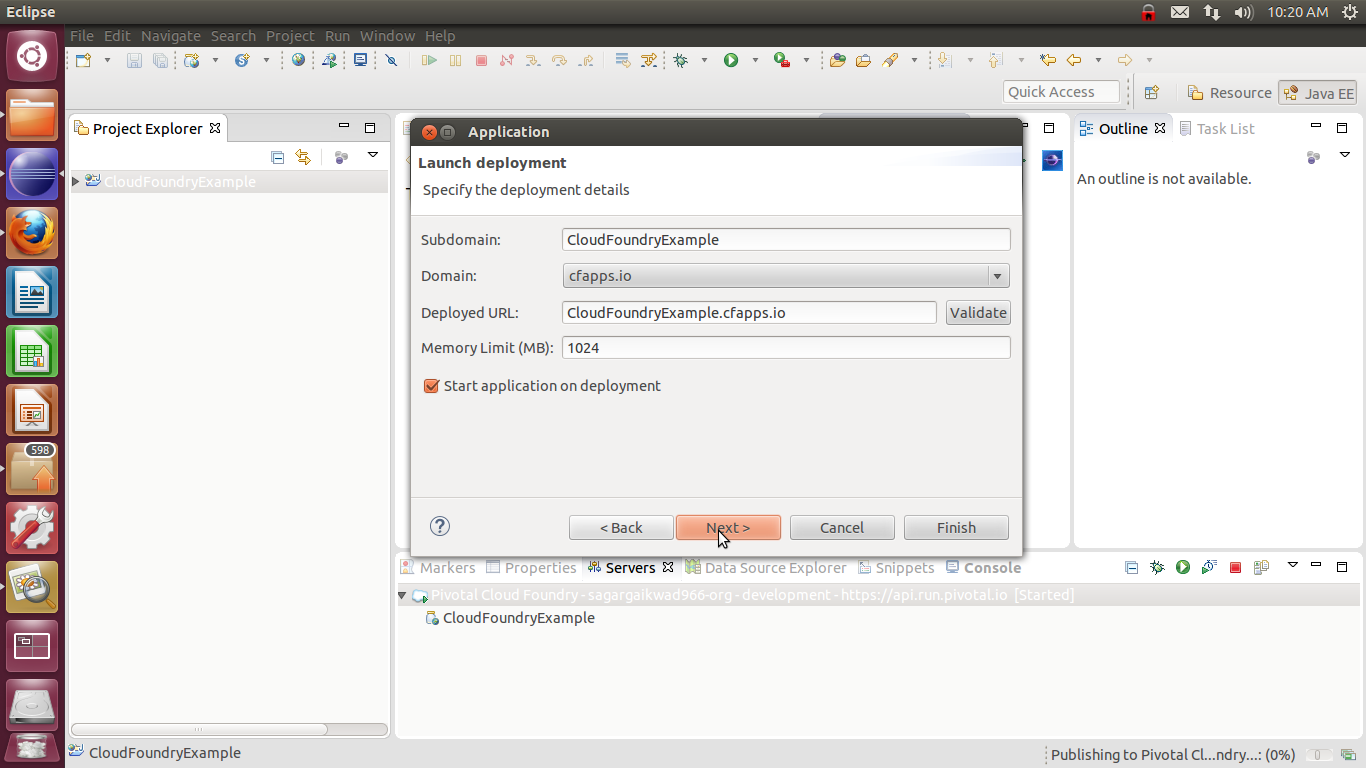 Eclipse
10:20 AM
File Edit Navigate Search Project Run Window Help
Quick Access
Resource
Java EE
Project Explorer
CloudFoundryExample
Application
Launch deployment
Specify the deployment details
Subdomain: CloudFoundryExample
Domain: cfapps.io
Deployed URL: CloudFoundryExample.cfapps.io Validate
Memory Limit (MB): 1024
Start application on deployment
< Back Next > Cancel Finish
Outline Task List
An outline is not available.
598
Markers Properties Servers Data Source Explorer Snippets Console
Pivotal Cloud Foundry - sagargaikwad966-org - development - https://api.run.pivotal.io [Started]
CloudFoundryExample
CloudFoundryExample
Publishing to Pivotal Cl...ndry...: (0%)